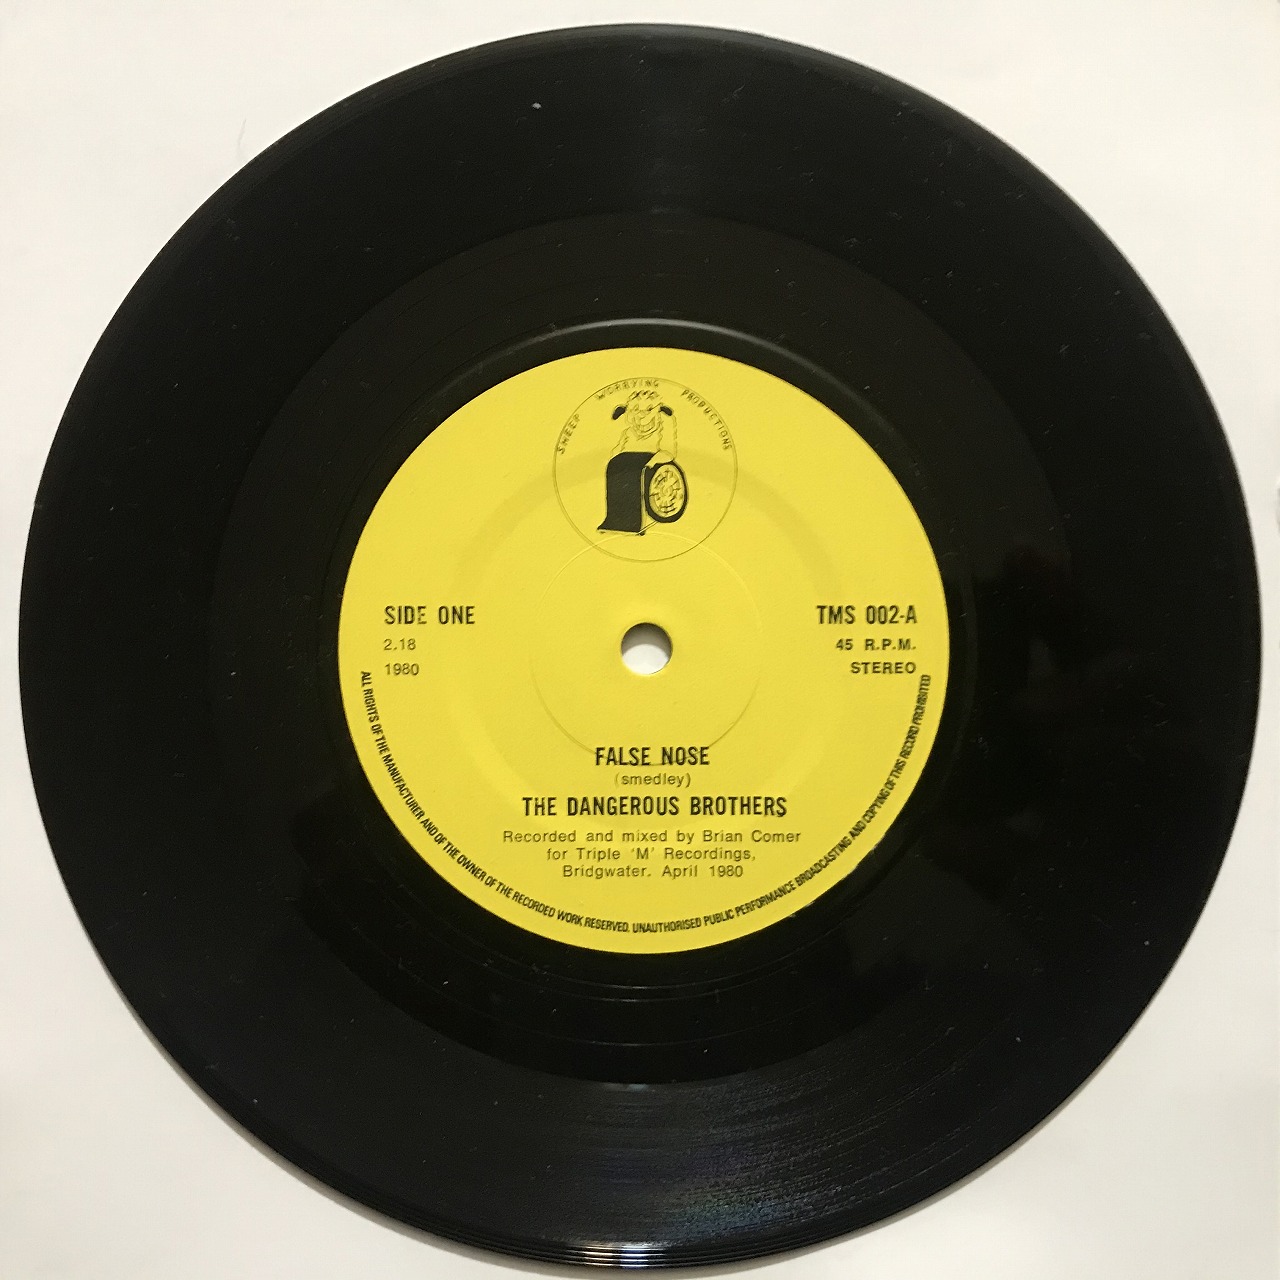 SHEEP WORRYING PRODUCTIONS
SIDE ONE
2.18
1980
TMS 002-A
45 R.P.M.
STEREO
FALSE NOSE
(smedley)
THE DANGEROUS BROTHERS
Recorded and mixed by Brian Comer
for Triple 'M' Recordings,
Bridgwater. April 1980
ALL RIGHTS OF THE MANUFACTURER AND OF THE OWNER OF THE RECORDED WORK RESERVED. UNAUTHORISED PUBLIC PERFORMANCE BROADCASTING AND COPYING OF THIS RECORD PROHIBITED